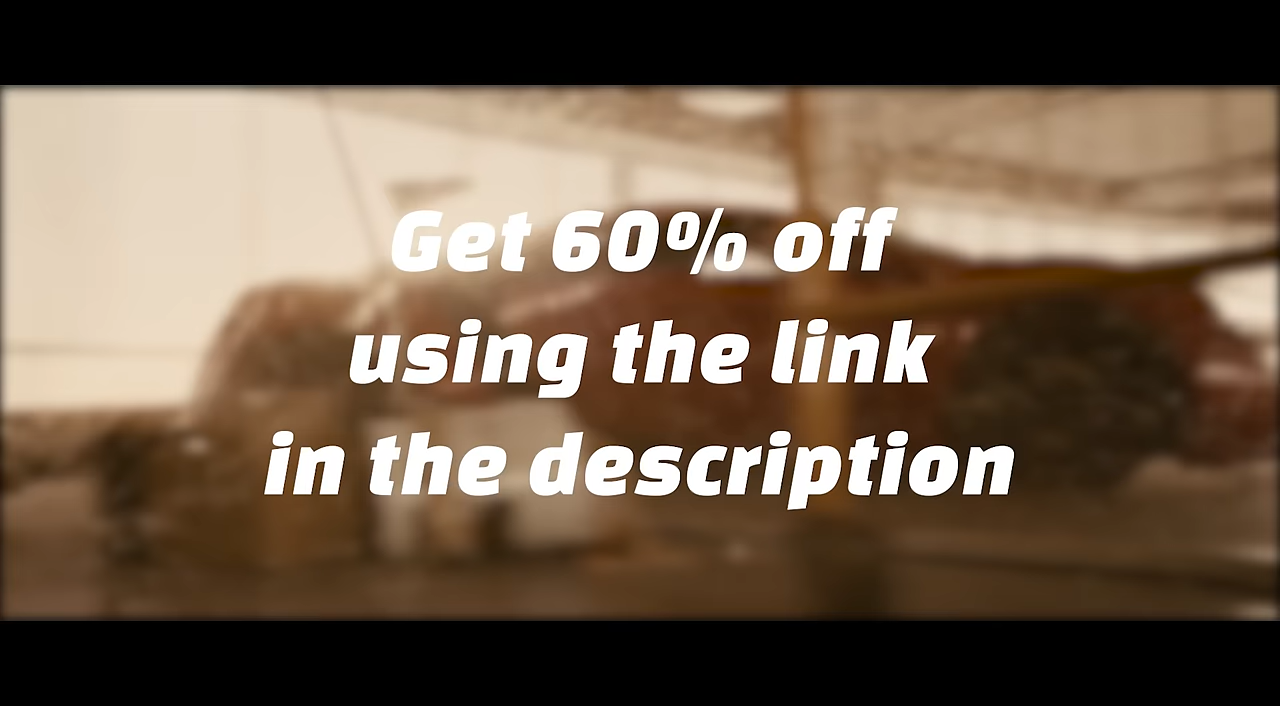 Get 60% off
using the link
in the description